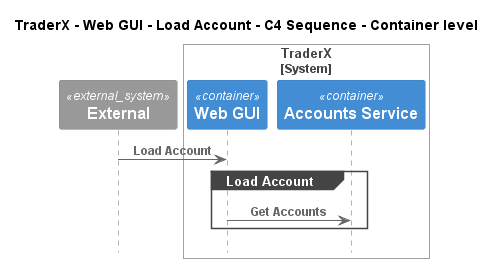 TraderX - Web GUI - Load Account - C4 Sequence - Container level
TraderX
[System]
«external_system»
External
«container»
Web GUI
«container»
Accounts Service
Load Account
Load Account
Get Accounts